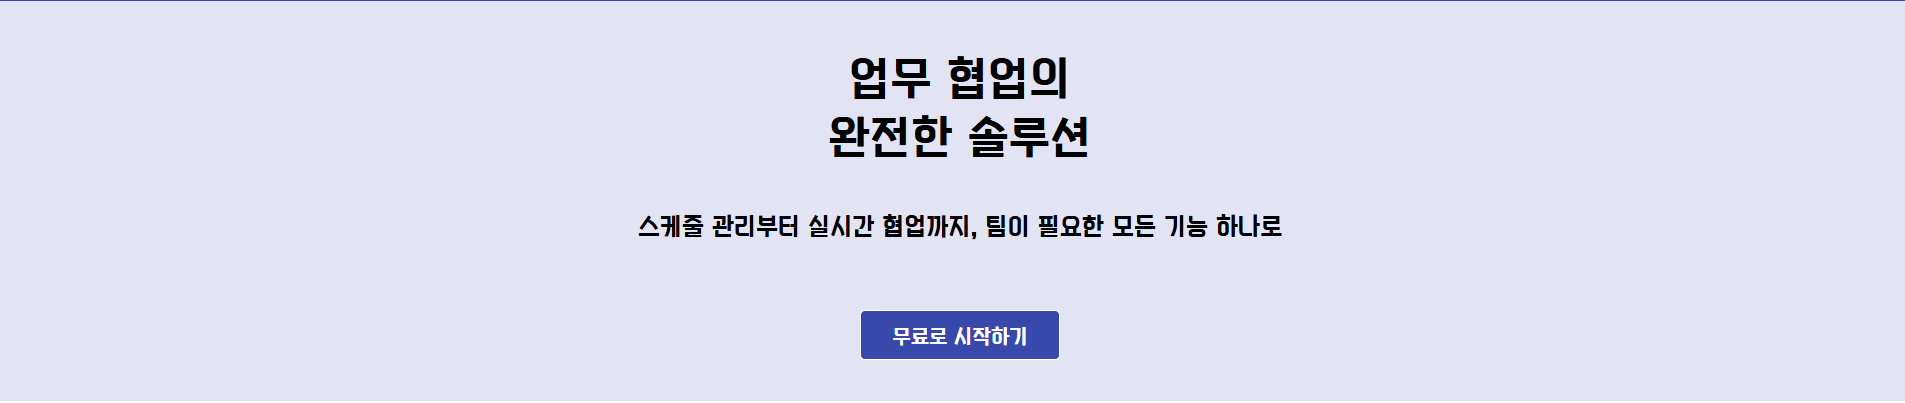 업무 협업의
완전한 솔루션
스케줄 관리부터 실시간 협업까지, 팀이 필요한 모든 기능 하나로
무료로 시작하기